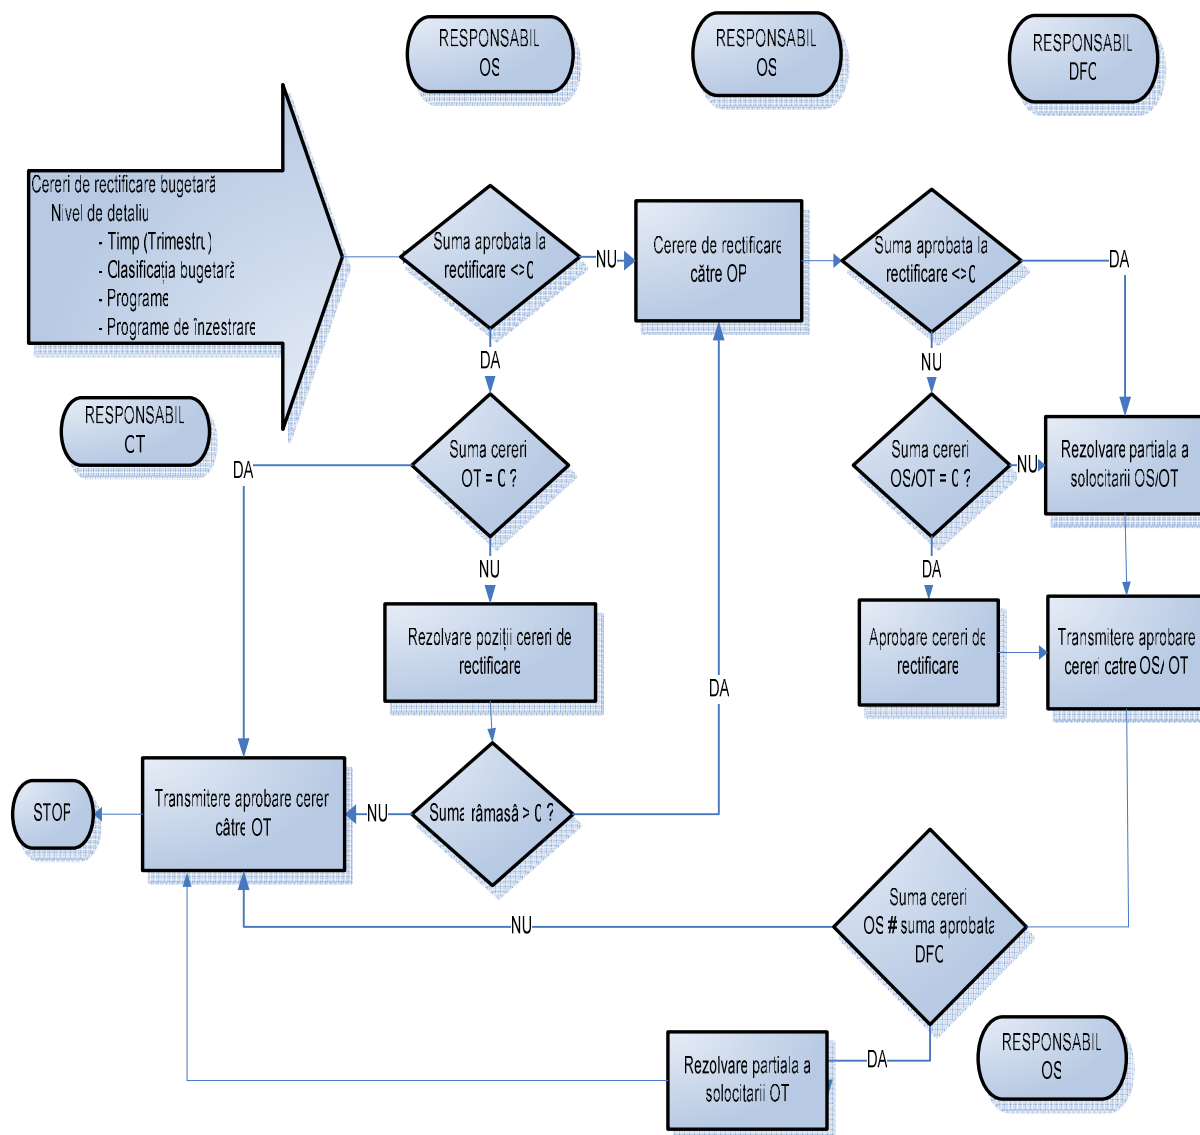 RESPONSABIL
OS
RESPONSABIL
OS
RESPONSABIL
DFC
Cereri de rectificare bugetară
Nivel de detaliu
- Timp (Trimestru)
- Clasificația bugetară
- Programe
- Programe de înzestrare
Suma aprobata la
rectificare <>0
NU
Cerere de rectificare
către OP
Suma aprobata la
rectificare <>0
DA
DA
NU
RESPONSABIL
CT
DA
Suma cereri
OT = 0 ?
Suma cereri
OS/OT = 0 ?
NU
Rezolvare partiala a
solocitarii OS/OT
NU
DA
Rezolvare poziții cereri de
rectificare
Aprobare cereri de
rectificare
Transmitere aprobare
cereri catre OS/ OT
DA
STOP
Transmitere aprobare cerer
câtre OT
NU
Suma râmasâ > 0 ?
Suma cereri
OS # suma aprobata
DFC
NU
RESPONSABIL
OS
Rezolvare partiala a
solocitarii OT
DA